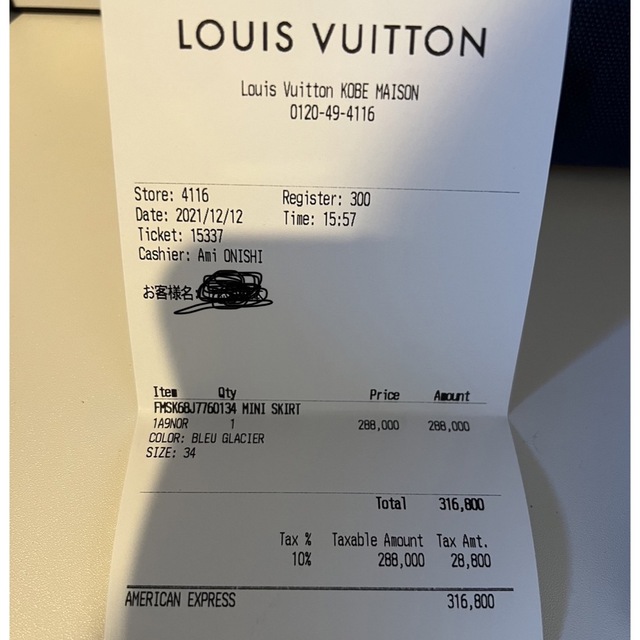 LOUIS VUITTON
Louis Vuitton KOBE MAISON
0120-49-4116
Store: 4116 Register: 300
Date: 2021/12/12 Time: 15:57
Ticket: 15337
Cashier: Ami ONISHI
お客様名:
Item Qty Price Amount
FMSK68J7760134 MINI SKIRT
1A9NOR 1 288,000 288,000
COLOR: BLEU GLACIER
SIZE: 34
Total 316,800
Tax % Taxable Amount Tax Amt.
10% 288,000 28,800
AMERICAN EXPRESS 316,800